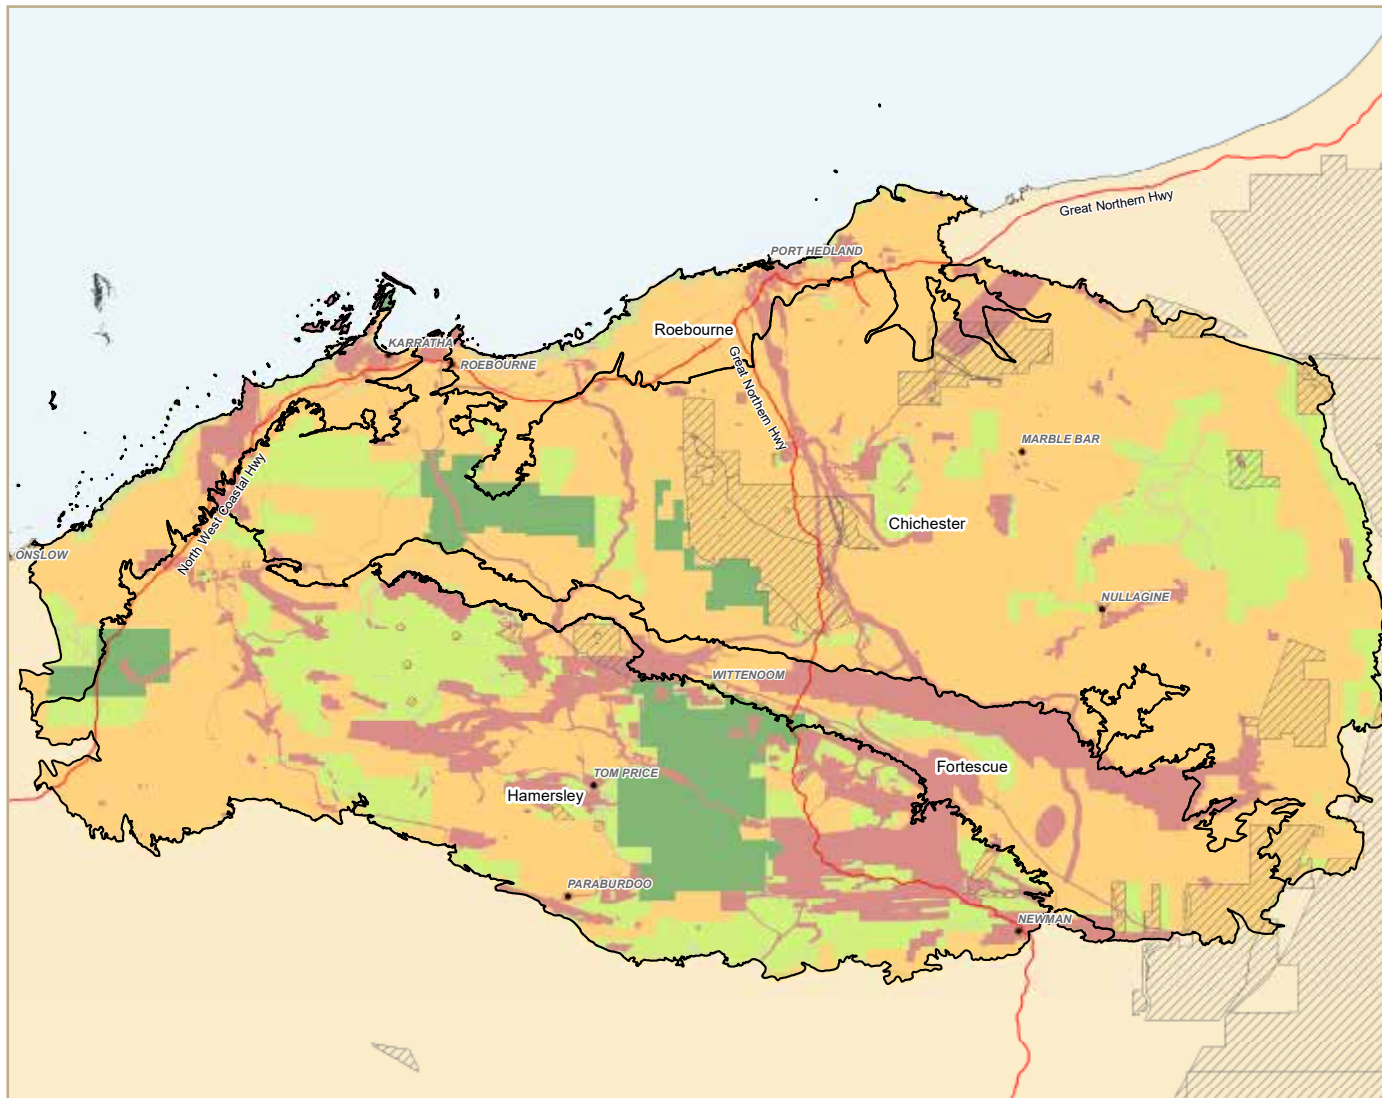 Great Northern Hwy
PORT HEDLAND
Roebourne
KARRATHA
ROEBOURNE
Great Northern Hwy
MARBLE BAR
North West Coastal Hwy
Chichester
ONSLOW
NULLAGINE
WITTENOOM
Fortescue
TOM PRICE
Hamersley
PARABURDOO
NEWMAN